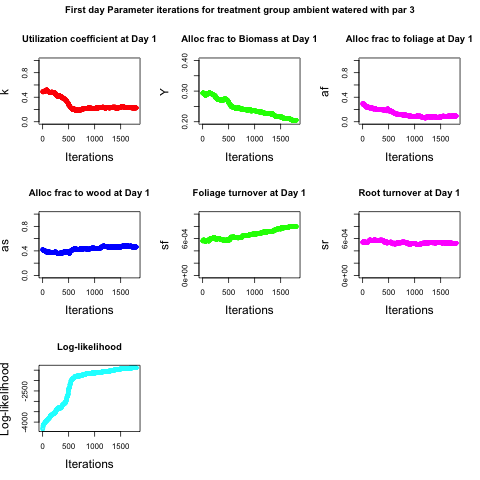 First day Parameter iterations for treatment group ambient watered with par 3
Utilization coefficient at Day 1
k
0.0 0.4 0.8
0 500 1000 1500
Iterations
Alloc frac to Biomass at Day 1
Y
0.20 0.30 0.40
0 500 1000 1500
Iterations
Alloc frac to foliage at Day 1
af
0.0 0.4 0.8
0 500 1000 1500
Iterations
Alloc frac to wood at Day 1
as
0.0 0.4 0.8
0 500 1000 1500
Iterations
Foliage turnover at Day 1
sf
0e+00 6e-04
0 500 1000 1500
Iterations
Root turnover at Day 1
sr
0e+00 6e-04
0 500 1000 1500
Iterations
Log-likelihood
Log-likelihood
-4000 -2500
0 500 1000 1500
Iterations